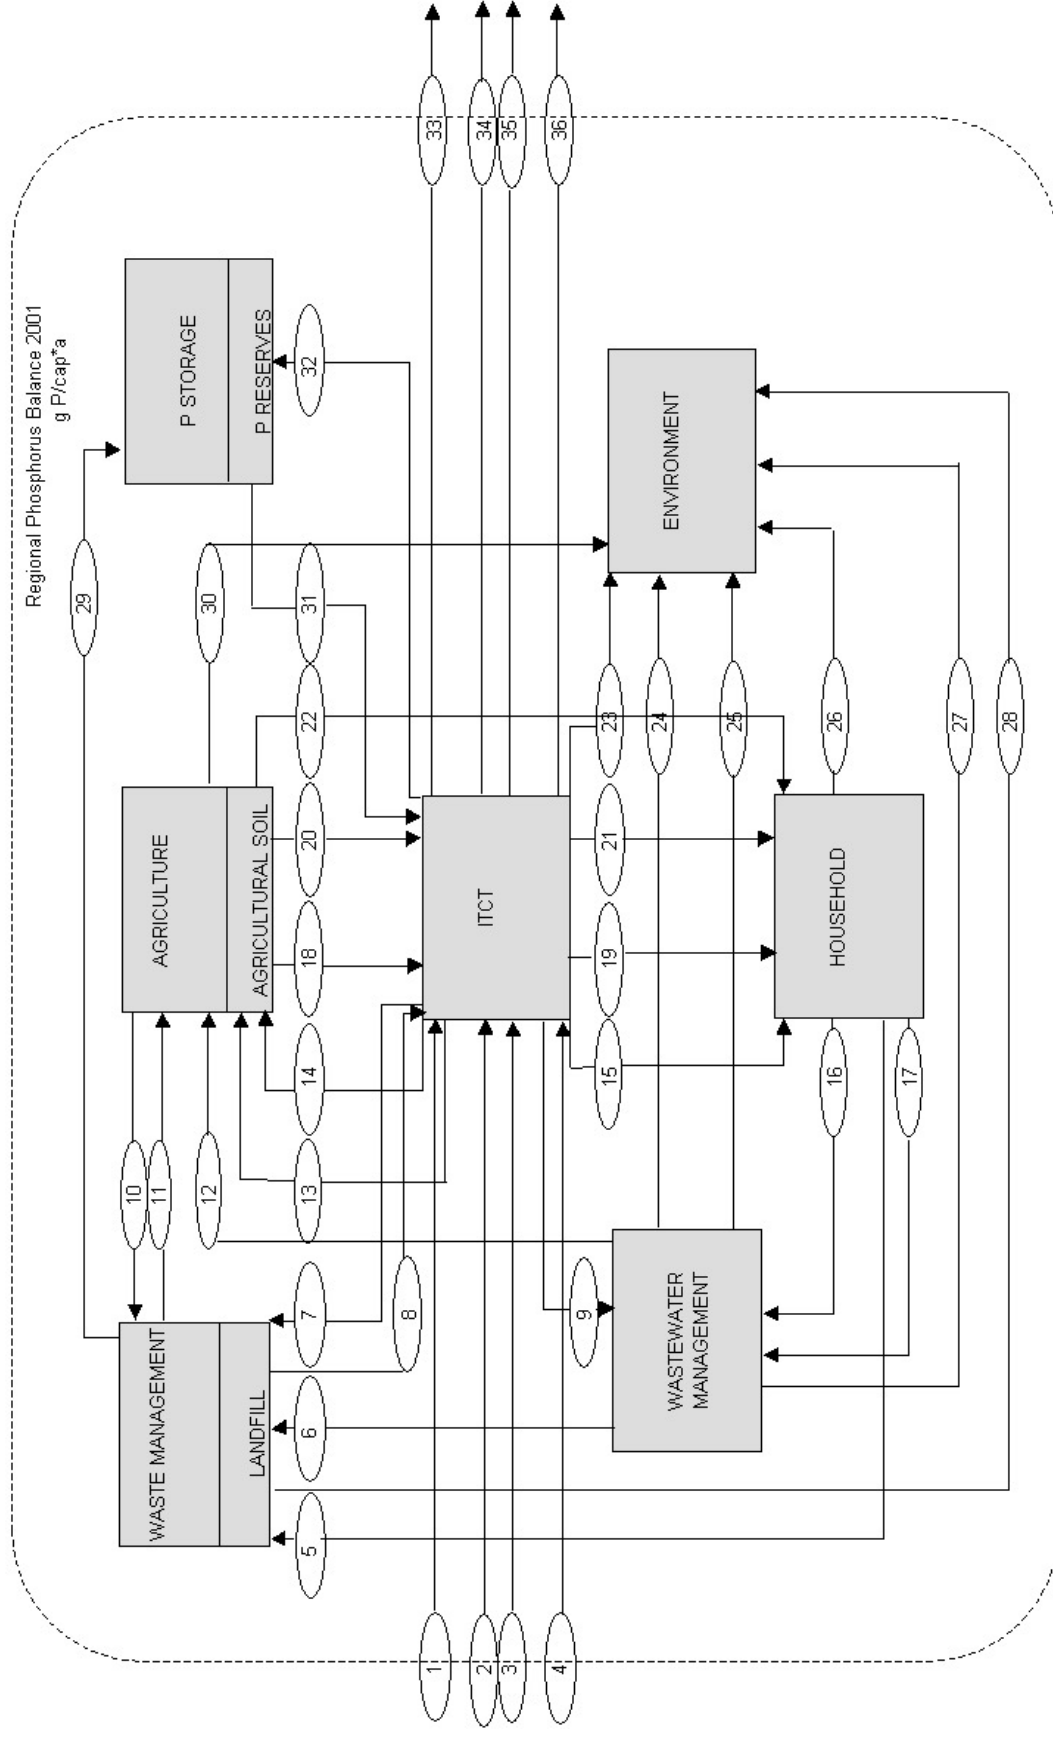 Regional Phosphorus Balance 2001
g P/cap*a
29
WASTE MANAGEMENT
LANDFILL
10
11
12
AGRICULTURE
AGRICULTURAL SOIL
30
P STORAGE
P RESERVES
5
6
7
13
14
18
20
22
31
32
8
1
2
3
4
ITCT
33
34
35
36
9
15
19
21
23
24
25
WASTEWATER
MANAGEMENT
ENVIRONMENT
16
17
HOUSEHOLD
26
27
28